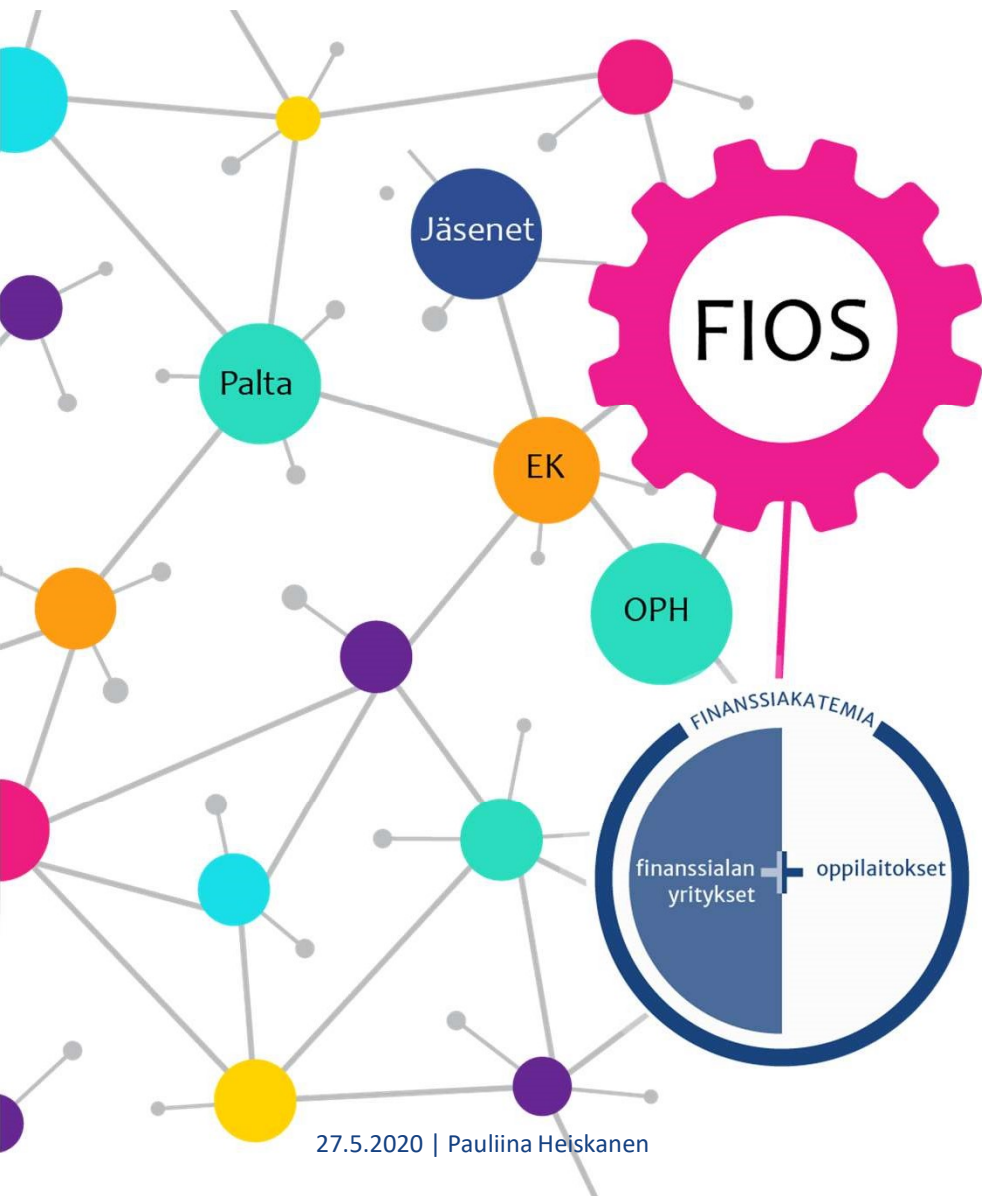 Jäsenet
FIOS
Palta
EK
OPH
FINANSSIAKATEMIA
finanssialan
yritykset
oppilaitokset
27.5.2020 | Pauliina Heiskanen